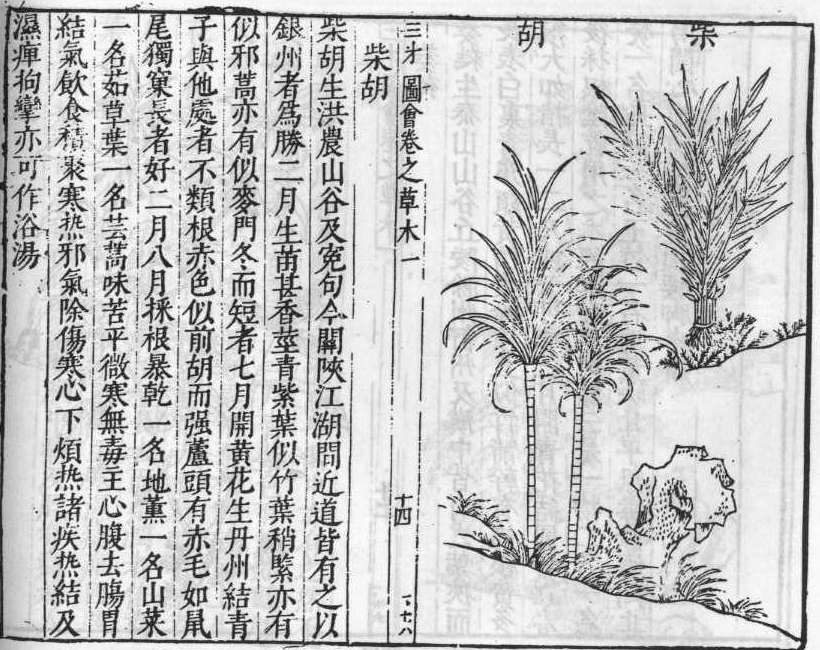 柴胡
三才圖會卷之草木一 十四
柴胡
柴胡生洪農山谷及寃句今關陝江湖間近道皆有之以
銀州者爲勝二月生苗甚香莖青紫葉似竹葉稍緊亦有
似邪蒿亦有似麥門冬而短者七月開黃花生丹州結青
子與他處者不類根赤色似前胡而强蘆頭有赤毛如鼠
尾獨窠長者好二月八月採根暴乾一名地薰一名山菜
一名茹草葉一名芸蒿味苦平微寒無毒主心腹去腸胃
結氣飲食積聚寒热邪氣除傷寒心下煩热諸疾热結及
濕痺拘攣亦可作浴湯